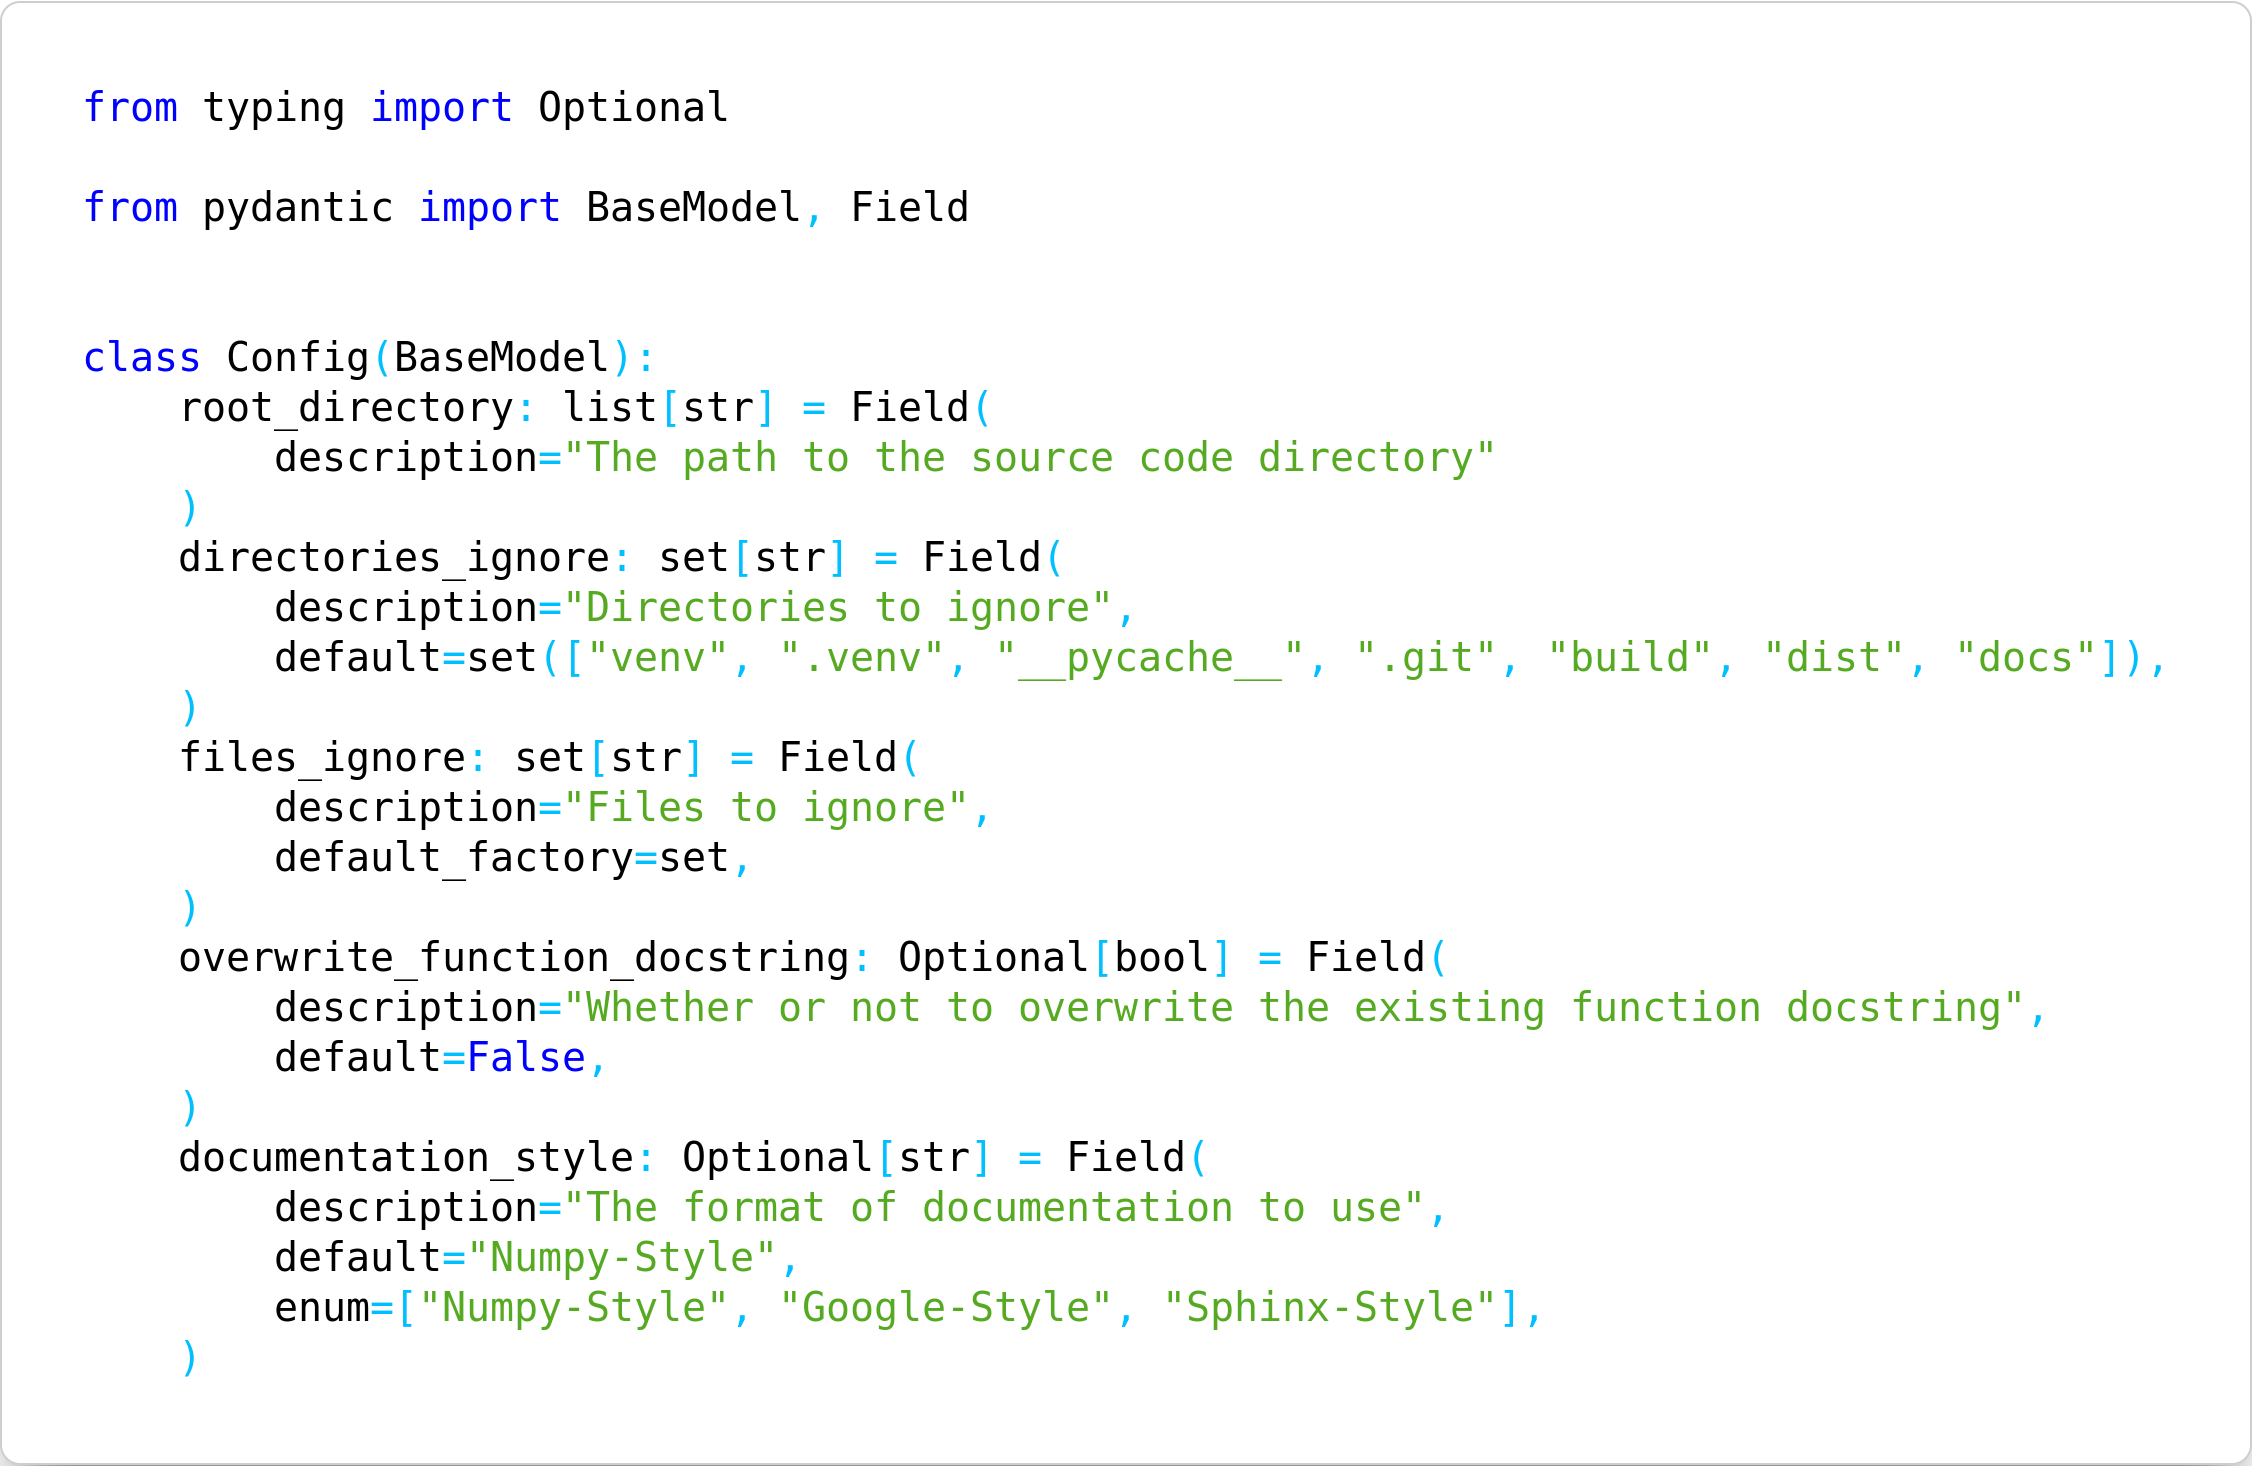 from typing import Optional

from pydantic import BaseModel, Field


class Config(BaseModel):
    root_directory: list[str] = Field(
        description="The path to the source code directory"
    )
    directories_ignore: set[str] = Field(
        description="Directories to ignore",
        default=set(["venv", ".venv", "__pycache__", ".git", "build", "dist", "docs"]),
    )
    files_ignore: set[str] = Field(
        description="Files to ignore",
        default_factory=set,
    )
    overwrite_function_docstring: Optional[bool] = Field(
        description="Whether or not to overwrite the existing function docstring",
        default=False,
    )
    documentation_style: Optional[str] = Field(
        description="The format of documentation to use",
        default="Numpy-Style",
        enum=["Numpy-Style", "Google-Style", "Sphinx-Style"],
    )